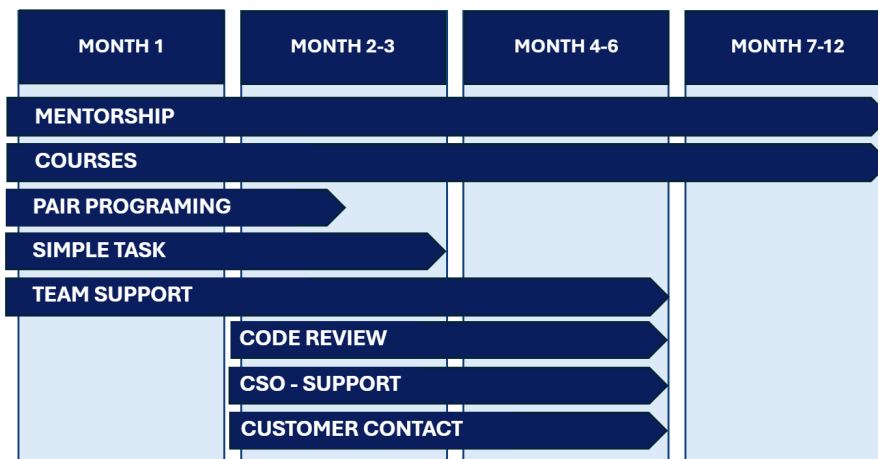 MONTH 1
MONTH 2-3
MONTH 4-6
MONTH 7-12
MENTORSHIP
COURSES
PAIR PROGRAMING
SIMPLE TASK
TEAM SUPPORT
CODE REVIEW
CSO - SUPPORT
CUSTOMER CONTACT